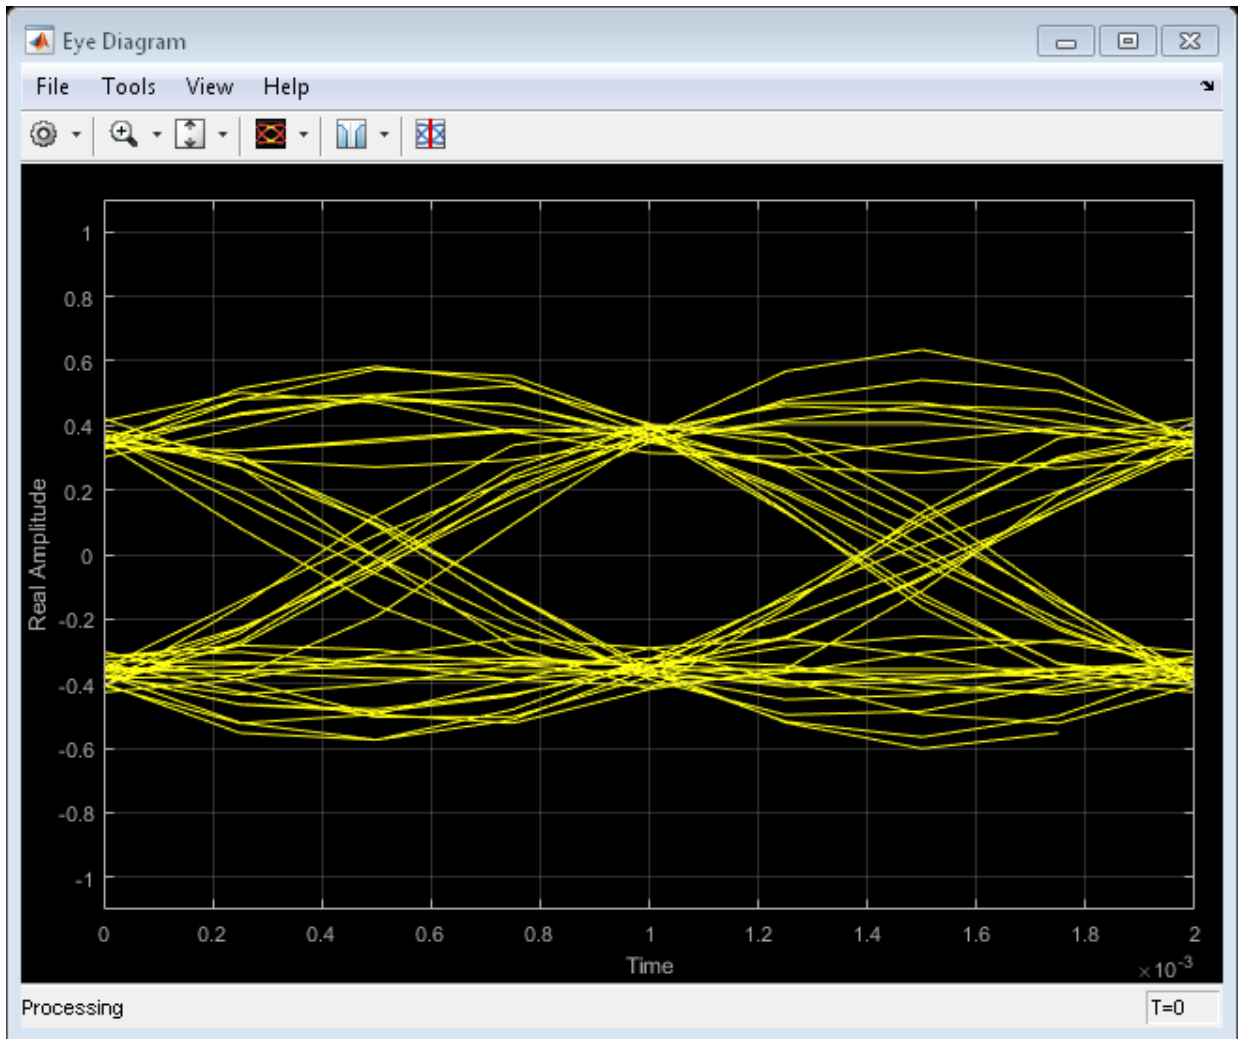 Eye Diagram
File Tools View Help
1
0.8
0.6
0.4
0.2
0
-0.2
-0.4
-0.6
-0.8
-1
Real Amplitude
0 0.2 0.4 0.6 0.8 1 1.2 1.4 1.6 1.8 2
Time
×10-3
Processing T=0